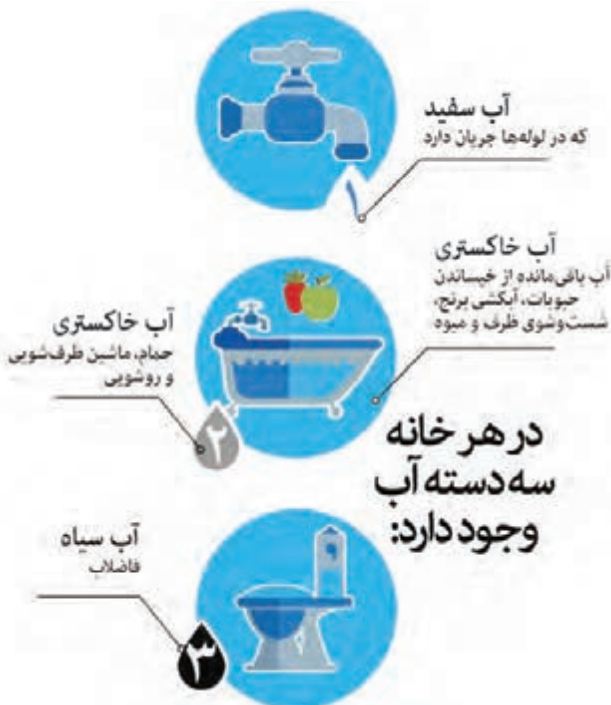 آب سفید
که در لوله‌ها جریان دارد
۱
آب خاکستری
آب باقی‌مانده از خیساندن
حبوبات، آبکشی برنج،
شست‌وشوی ظرف و میوه
آب خاکستری
حمام، ماشین ظرف‌شویی
و روشویی
۲
در هر خانه
سه دسته آب
وجود دارد:
آب سیاه
فاضلاب
۳